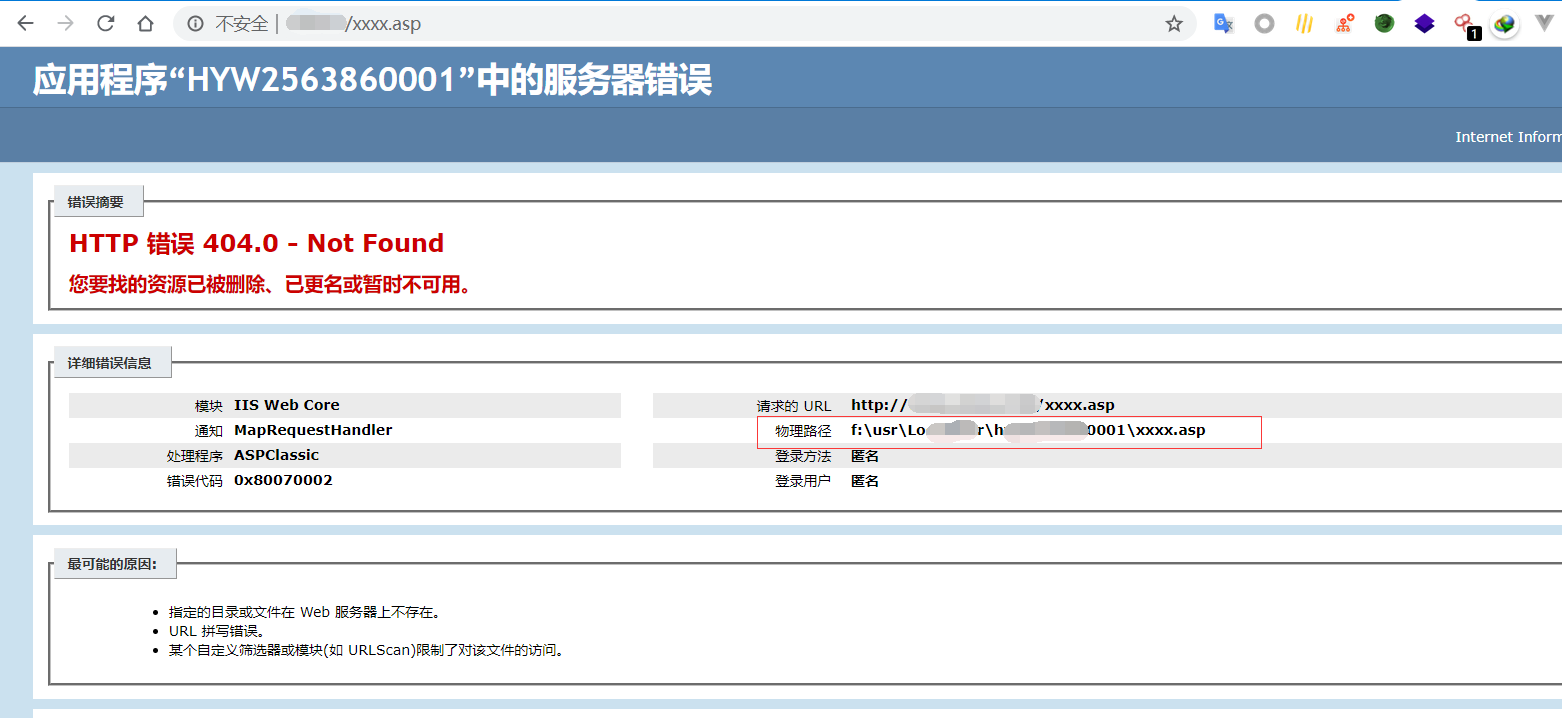 不安全 | /xxxx.asp
1
应用程序“HYW2563860001”中的服务器错误
Internet Inform
错误摘要
HTTP 错误 404.0 - Not Found
您要找的资源已被删除、已更名或暂时不可用。
详细错误信息
模块 IIS Web Core
通知 MapRequestHandler
处理程序 ASPClassic
错误代码 0x80070002
请求的 URL http:// /xxxx.asp
物理路径 f:\usr\Lo r\h 0001\xxxx.asp
登录方法 匿名
登录用户 匿名
最可能的原因:
• 指定的目录或文件在 Web 服务器上不存在。
• URL 拼写错误。
• 某个自定义筛选器或模块(如 URLScan)限制了对该文件的访问。